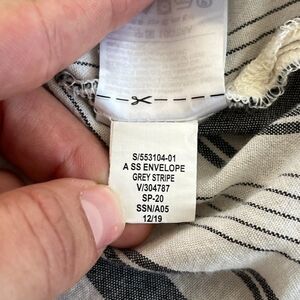 S/553104-01
A SS ENVELOPE
GREY STRIPE
V/304787
SP-20
SSN/A05
12/19